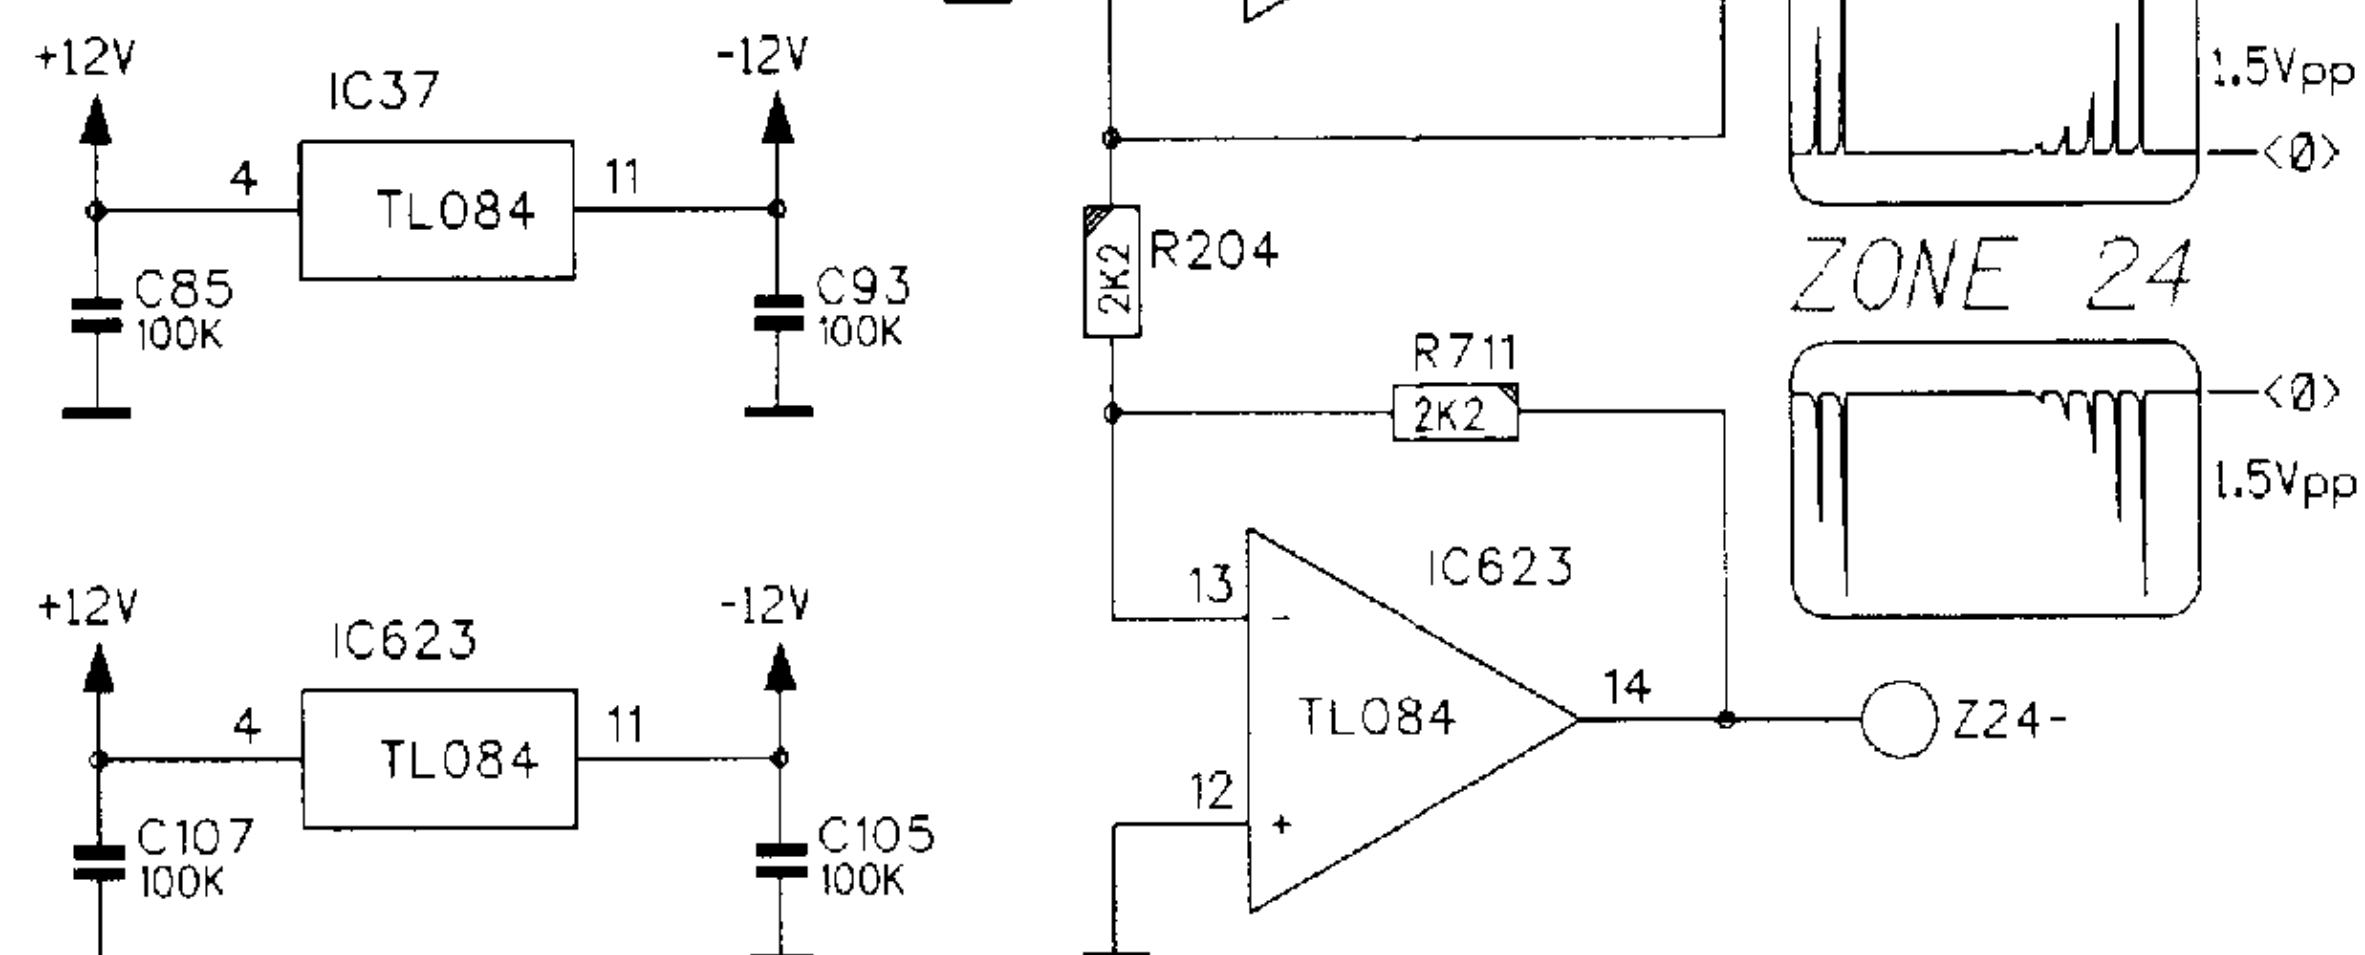 +12V
IC37
-12V
4
TL084
11
C85
100K
C93
100K
+12V
IC623
-12V
4
TL084
11
C107
100K
C105
100K
R204
2K2
R711
2K2
IC623
13
-
TL084
14
12
+
Z24-
1.5Vpp
<0>
ZONE 24
<0>
1.5Vpp